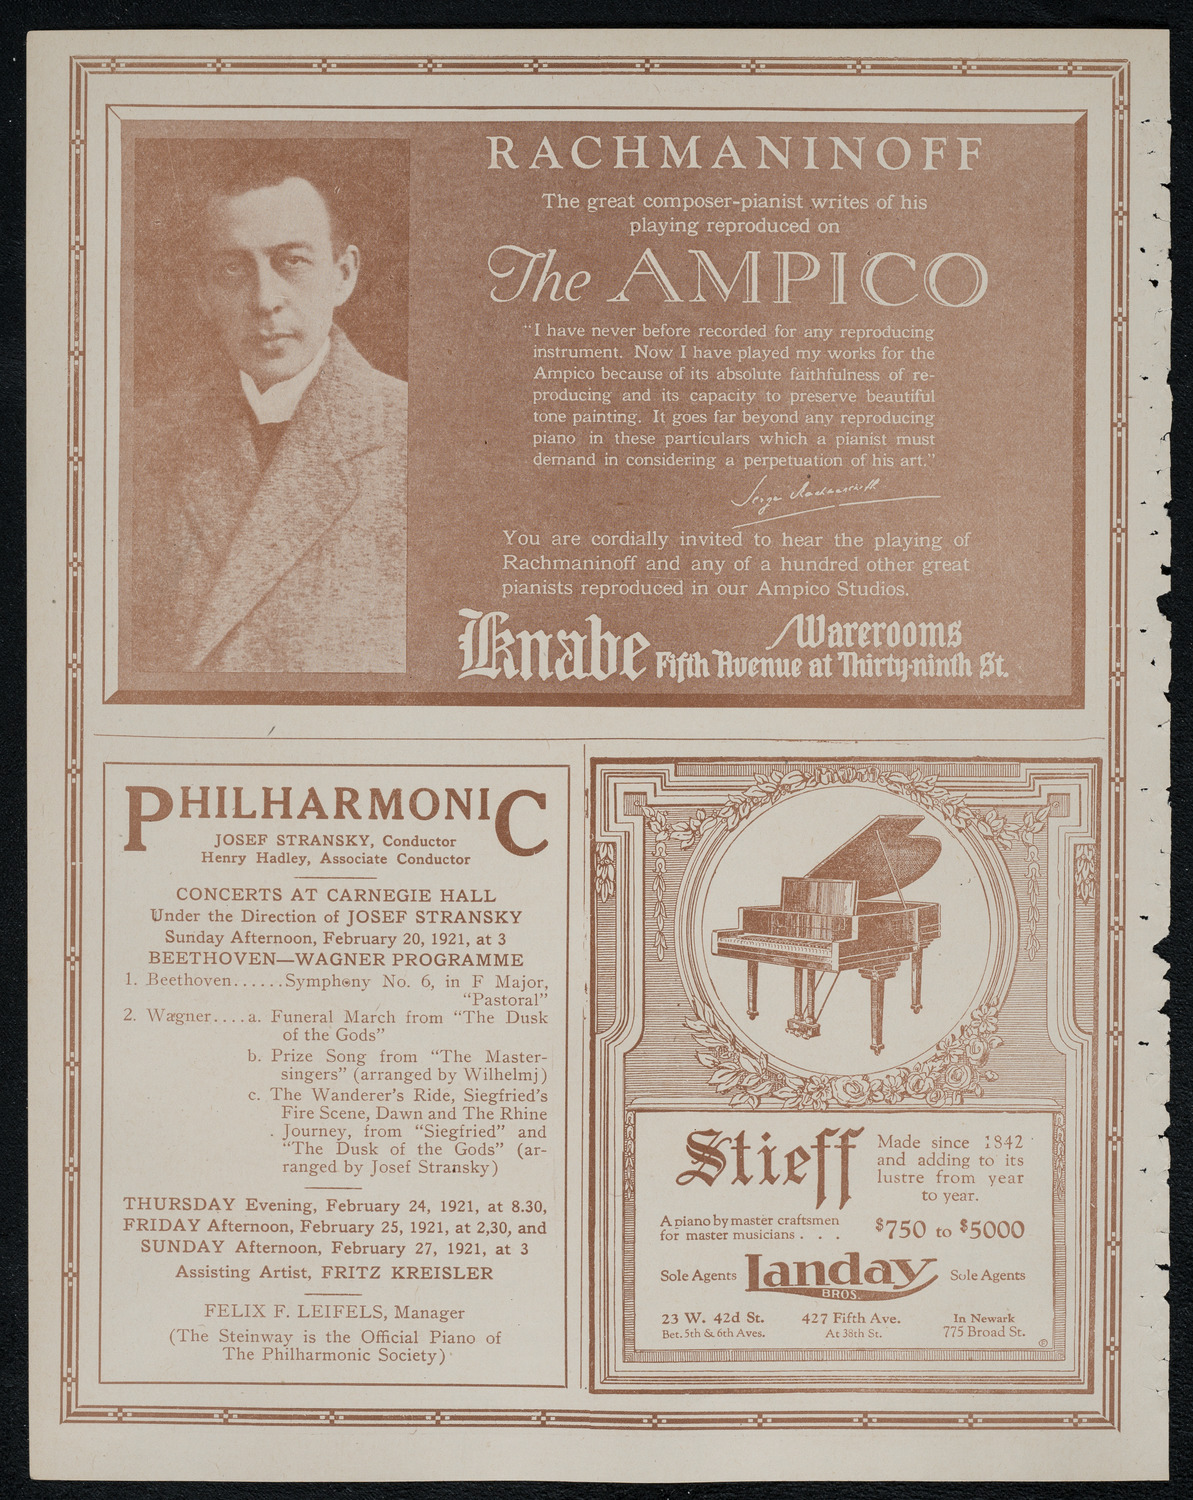 RACHMANINOFF
The great composer-pianist writes of his
playing reproduced on
The AMPICO
"I have never before recorded for any reproducing
instrument. Now I have played my works for the
Ampico because of its absolute faithfulness of re-
producing and its capacity to preserve beautiful
tone painting. It goes far beyond any reproducing
piano in these particulars which a pianist must
demand in considering a perpetuation of his art."
Serge Rachmaninoff
You are cordially invited to hear the playing of
Rachmaninoff and any of a hundred other great
pianists reproduced in our Ampico Studios.
Knabe Warerooms
Fifth Avenue at Thirty-ninth St.
PHILHARMONIC
JOSEF STRANSKY, Conductor
Henry Hadley, Associate Conductor
CONCERTS AT CARNEGIE HALL
Under the Direction of JOSEF STRANSKY
Sunday Afternoon, February 20, 1921, at 3
BEETHOVEN—WAGNER PROGRAMME
1. Beethoven......Symphony No. 6, in F Major,
"Pastoral"
2. Wagner....a. Funeral March from "The Dusk
of the Gods"
b. Prize Song from "The Master-
singers" (arranged by Wilhelmj)
c. The Wanderer's Ride, Siegfried's
Fire Scene, Dawn and The Rhine
Journey, from "Siegfried" and
"The Dusk of the Gods" (ar-
ranged by Josef Stransky)
THURSDAY Evening, February 24, 1921, at 8.30,
FRIDAY Afternoon, February 25, 1921, at 2,30, and
SUNDAY Afternoon, February 27, 1921, at 3
Assisting Artist, FRITZ KREISLER
FELIX F. LEIFELS, Manager
(The Steinway is the Official Piano of
The Philharmonic Society)
Stieff
Made since 1842
and adding to its
lustre from year
to year.
A piano by master craftsmen
for master musicians . . .
$750 to $5000
Sole Agents Landay BROS. Sole Agents
23 W. 42d St. 427 Fifth Ave. In Newark
Bet. 5th & 6th Aves. At 38th St. 775 Broad St.